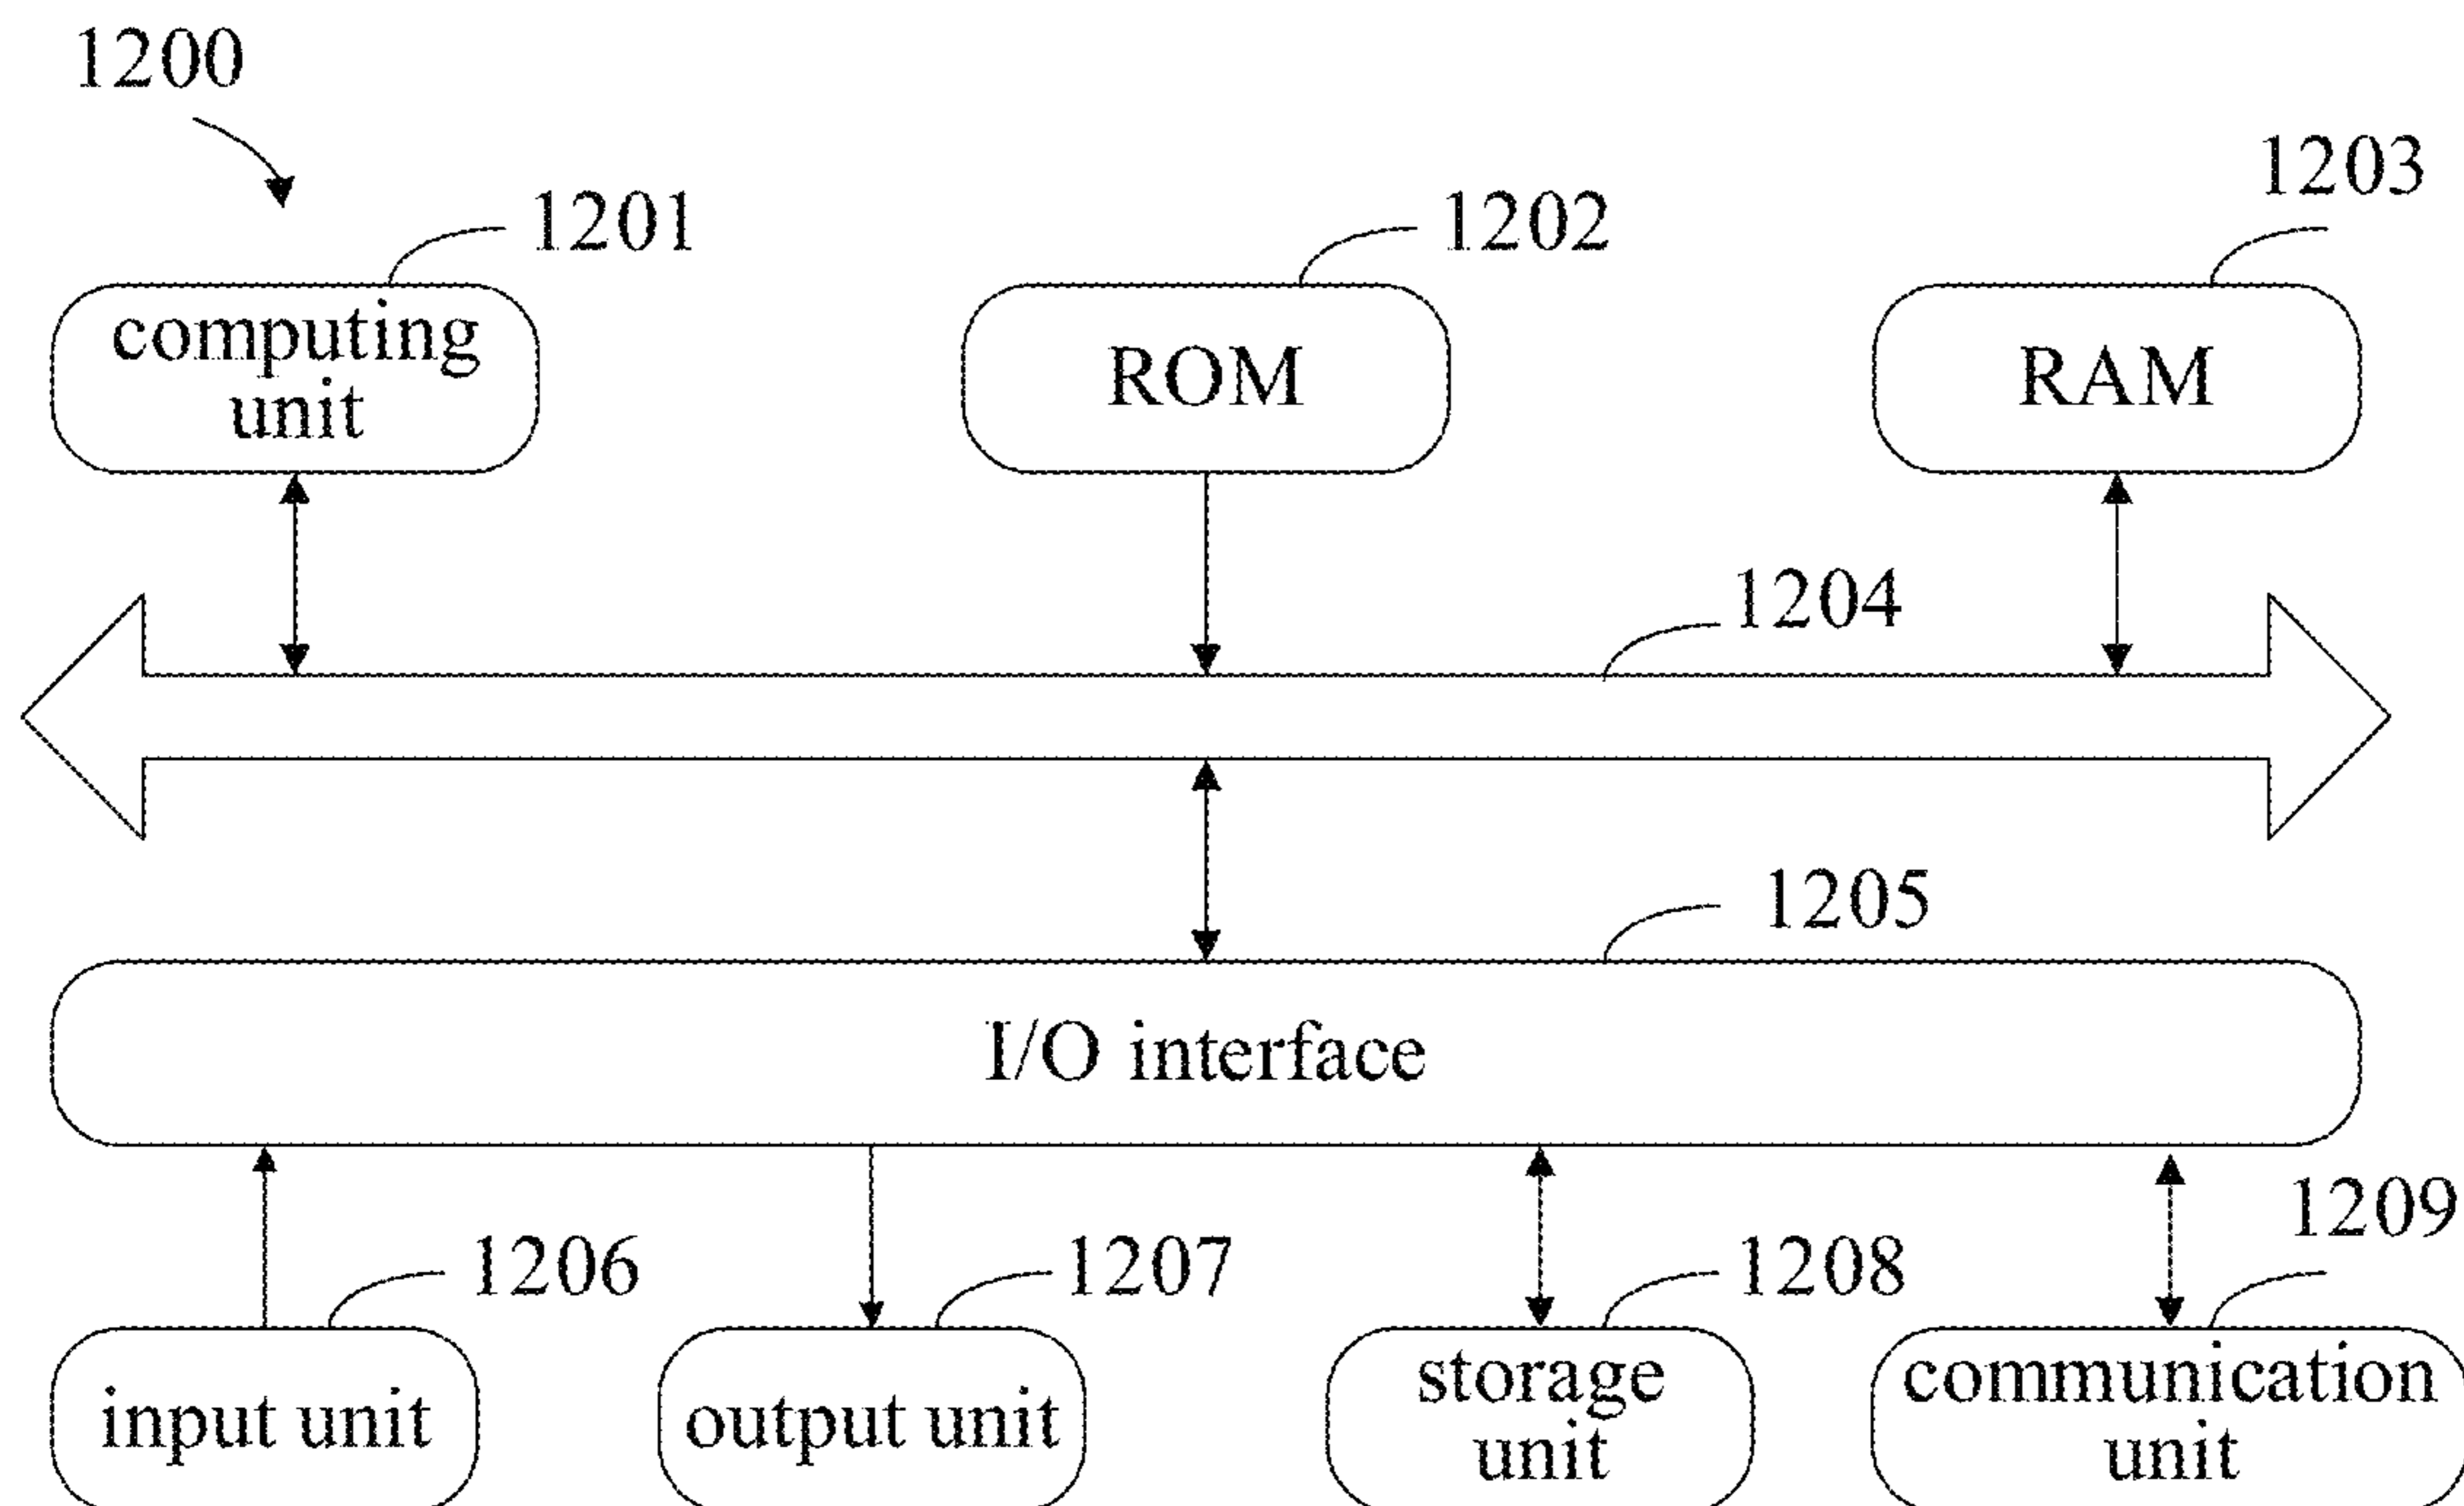 1200
1201
1202
1203
computing
unit
ROM
RAM
1204
1205
I/O interface
1206
1207
1208
1209
input unit
output unit
storage
unit
communication
unit